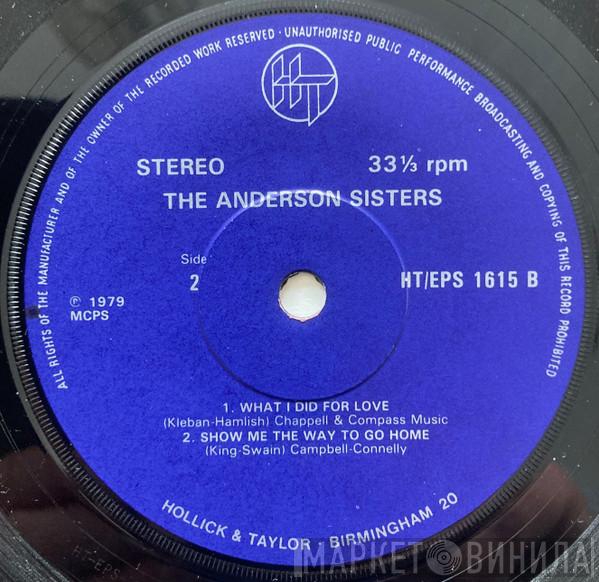 ALL RIGHTS OF THE MANUFACTURER AND OF THE OWNER OF THE RECORDED WORK RESERVED · UNAUTHORISED PUBLIC PERFORMANCE BROADCASTING AND COPYING OF THIS RECORD PROHIBITED
HT
STEREO 33⅓ rpm
THE ANDERSON SISTERS
Side
2
HT/EPS 1615 B
℗ 1979
MCPS
1. WHAT I DID FOR LOVE
(Kleban-Hamlish) Chappell & Compass Music
2. SHOW ME THE WAY TO GO HOME
(King-Swain) Campbell-Connelly
HOLLICK & TAYLOR . BIRMINGHAM 20
HT-EPS
МАРКЕТ ВИНИЛА